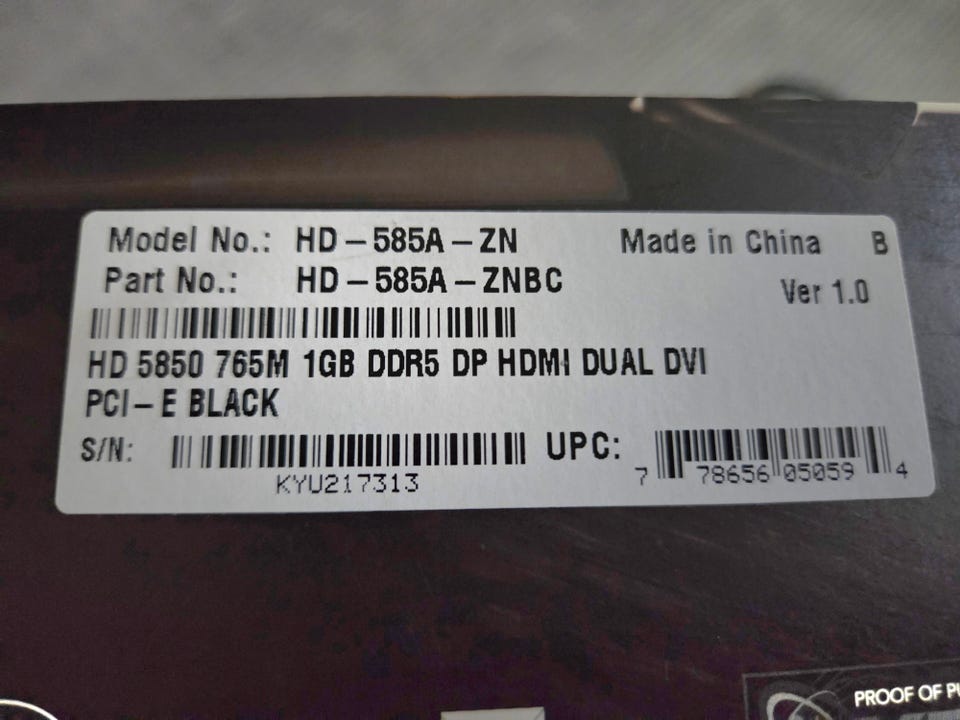 Model No.: HD-585A-ZN Made in China B
Part No.: HD-585A-ZNBC Ver 1.0
HD 5850 765M 1GB DDR5 DP HDMI DUAL DVI
PCI-E BLACK
S/N: UPC:
KYU217313 7 78656 05059 4
PROOF OF